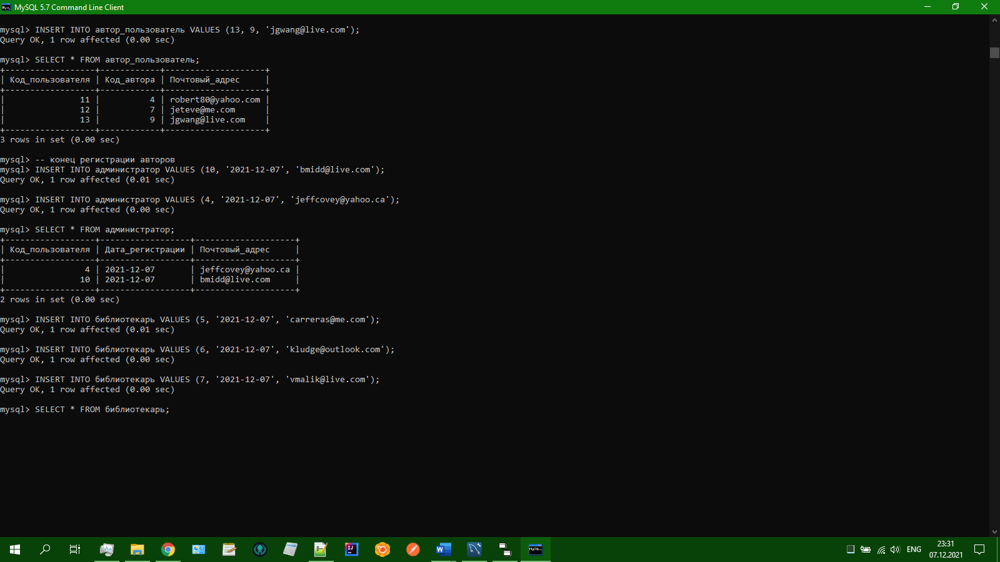 MySQL 5.7 Command Line Client
mysql> INSERT INTO автор_пользователь VALUES (13, 9, 'jgwang@live.com');
Query OK, 1 row affected (0.00 sec)
mysql> SELECT * FROM автор_пользователь;
+------------------+------------+--------------------+
| Код_пользователя | Код_автора | Почтовый_адрес     |
+------------------+------------+--------------------+
|               11 |          4 | robert80@yahoo.com |
|               12 |          7 | jeteve@me.com      |
|               13 |          9 | jgwang@live.com    |
+------------------+------------+--------------------+
3 rows in set (0.00 sec)
mysql> -- конец регистрации авторов
mysql> INSERT INTO администратор VALUES (10, '2021-12-07', 'bmidd@live.com');
Query OK, 1 row affected (0.01 sec)
mysql> INSERT INTO администратор VALUES (4, '2021-12-07', 'jeffcovey@yahoo.ca');
Query OK, 1 row affected (0.00 sec)
mysql> SELECT * FROM администратор;
+------------------+------------------+--------------------+
| Код_пользователя | Дата_регистрации | Почтовый_адрес     |
+------------------+------------------+--------------------+
|                4 | 2021-12-07       | jeffcovey@yahoo.ca |
|               10 | 2021-12-07       | bmidd@live.com     |
+------------------+------------------+--------------------+
2 rows in set (0.00 sec)
mysql> INSERT INTO библиотекарь VALUES (5, '2021-12-07', 'carreras@me.com');
Query OK, 1 row affected (0.01 sec)
mysql> INSERT INTO библиотекарь VALUES (6, '2021-12-07', 'kludge@outlook.com');
Query OK, 1 row affected (0.00 sec)
mysql> INSERT INTO библиотекарь VALUES (7, '2021-12-07', 'vmalik@live.com');
Query OK, 1 row affected (0.00 sec)
mysql> SELECT * FROM библиотекарь;
ENG
23:31
07.12.2021